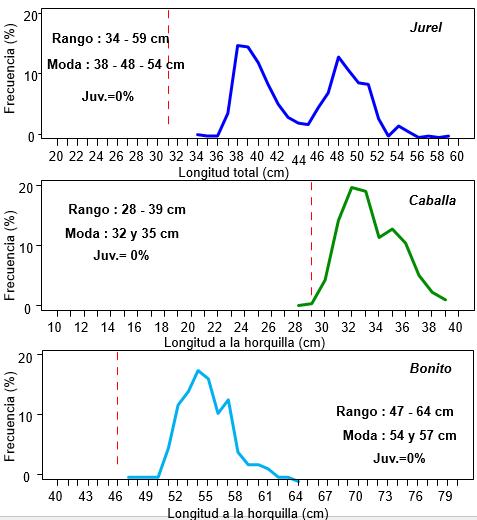 Jurel
Frecuencia (%)
20
10
0
Rango : 34 - 59 cm
Moda : 38 - 48 - 54 cm
Juv.=0%
20 22 24 26 28 30 32 34 36 38 40 42 44 46 48 50 52 54 56 58 60
Longitud total (cm)
Caballa
Frecuencia (%)
20
10
0
Rango : 28 - 39 cm
Moda : 32 y 35 cm
Juv.= 0%
10 12 14 16 18 20 22 24 26 28 30 32 34 36 38 40
Longitud a la horquilla (cm)
Bonito
Frecuencia (%)
20
10
0
Rango : 47 - 64 cm
Moda : 54 y 57 cm
Juv.=0%
40 43 46 49 52 55 58 61 64 67 70 73 76 79
Longitud a la horquilla (cm)